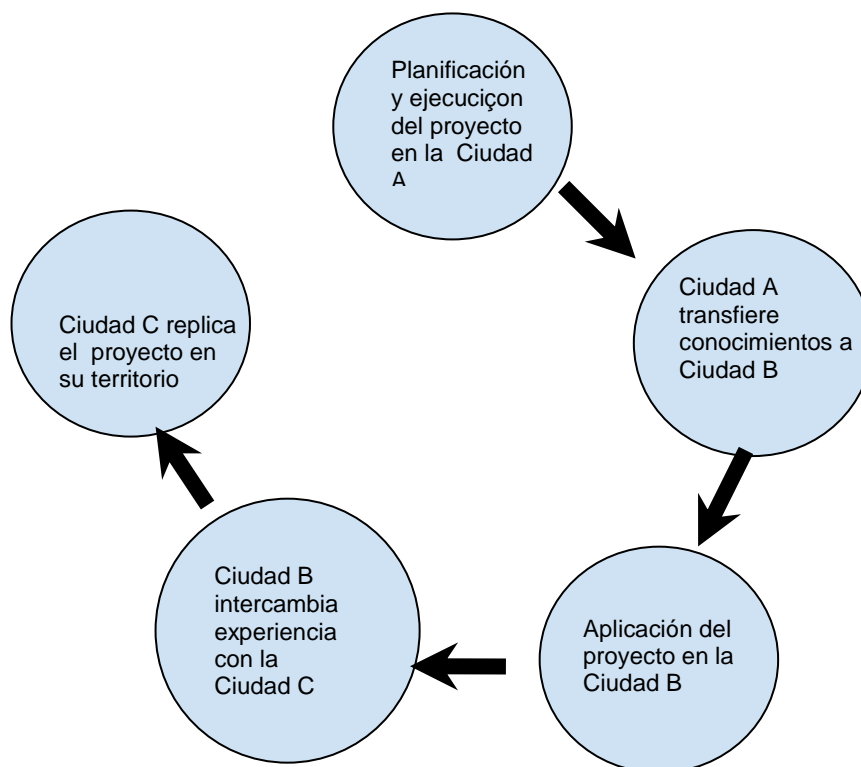 Planificación
y ejecuciçon
del proyecto
en la Ciudad
A
Ciudad A
transfiere
conocimientos a
Ciudad B
Aplicación del
proyecto en la
Ciudad B
Ciudad B
intercambia
experiencia
con la
Ciudad C
Ciudad C replica
el proyecto en
su territorio